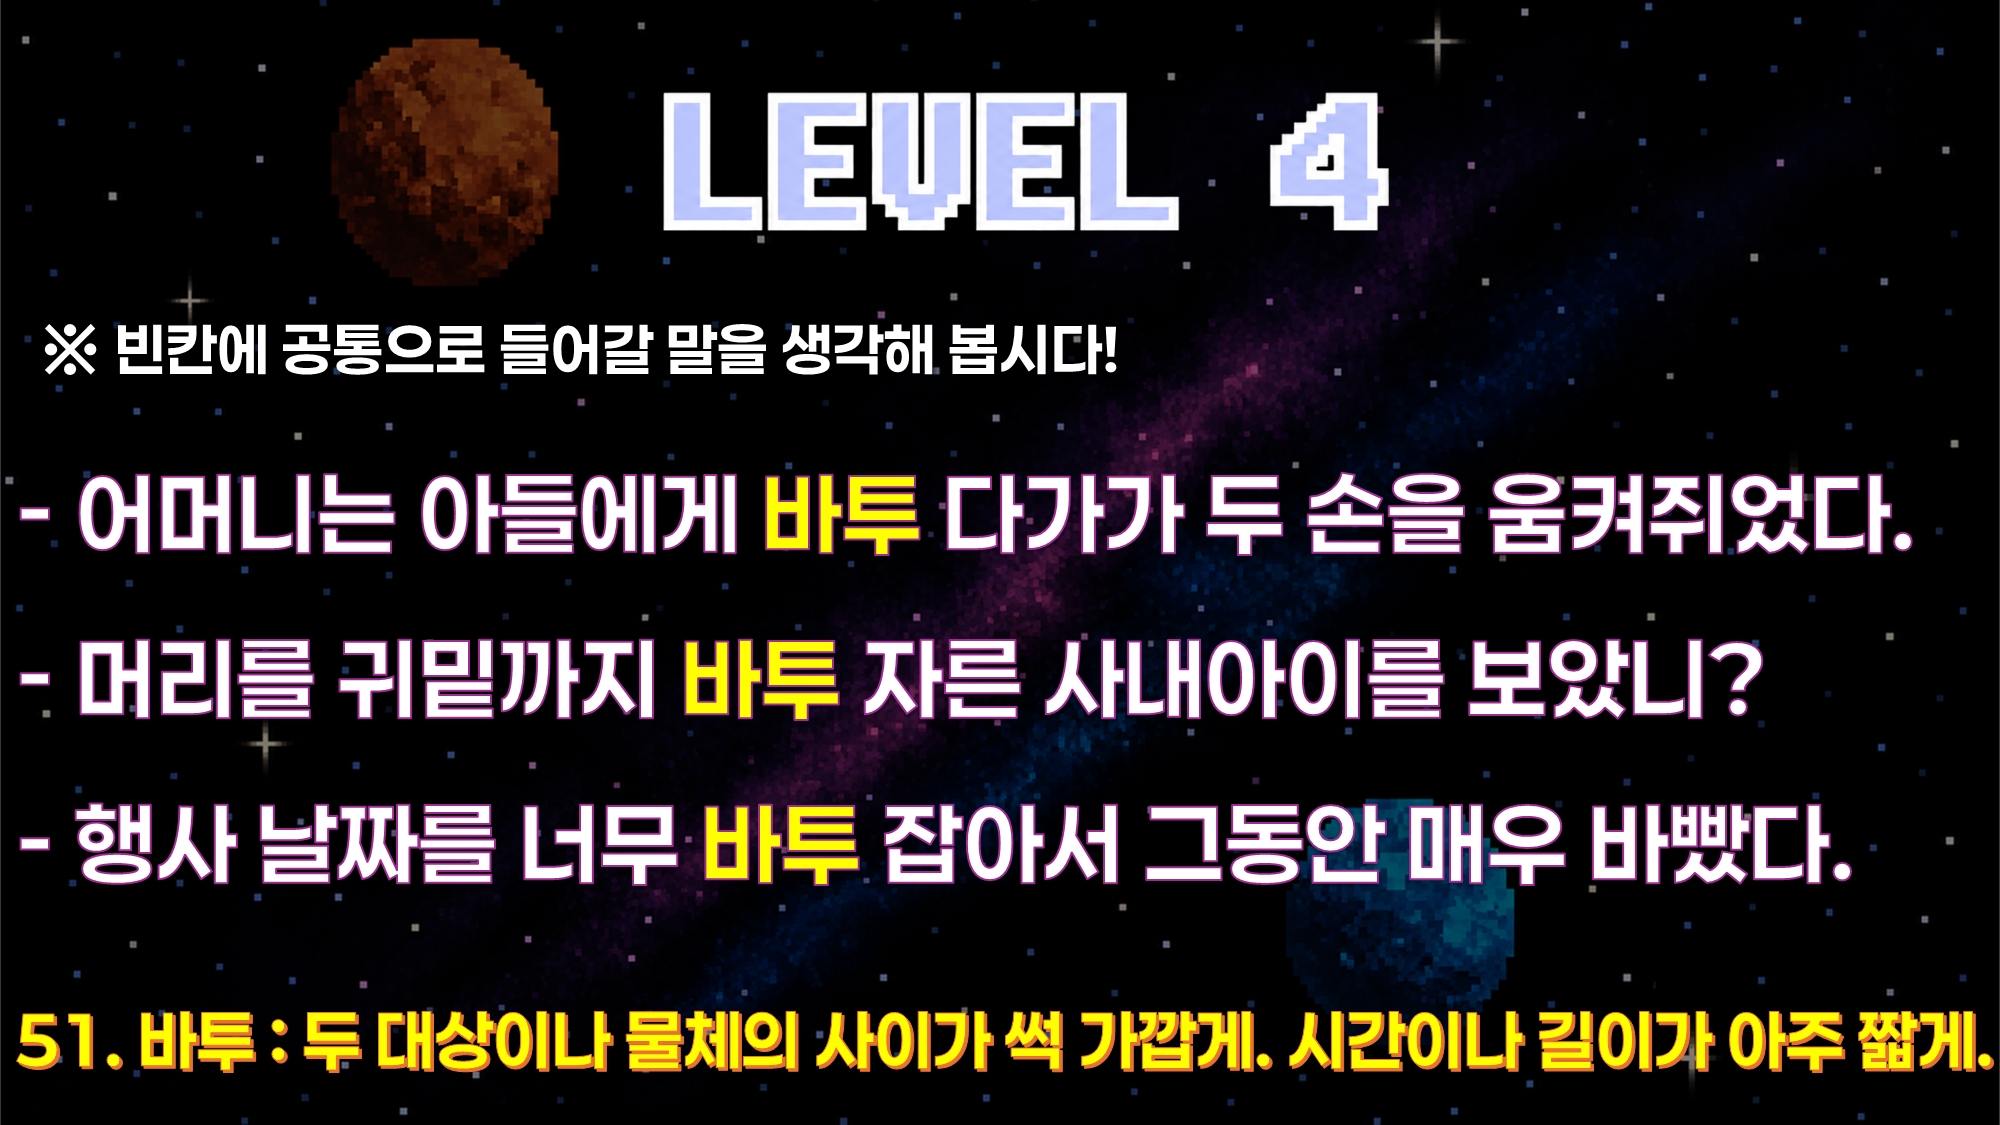 LEVEL 4
※ 빈칸에 공통으로 들어갈 말을 생각해 봅시다!
- 어머니는 아들에게 바투 다가가 두 손을 움켜쥐었다.
- 머리를 귀밑까지 바투 자른 사내아이를 보았니?
- 행사 날짜를 너무 바투 잡아서 그동안 매우 바빴다.
51. 바투 : 두 대상이나 물체의 사이가 썩 가깝게. 시간이나 길이가 아주 짧게.